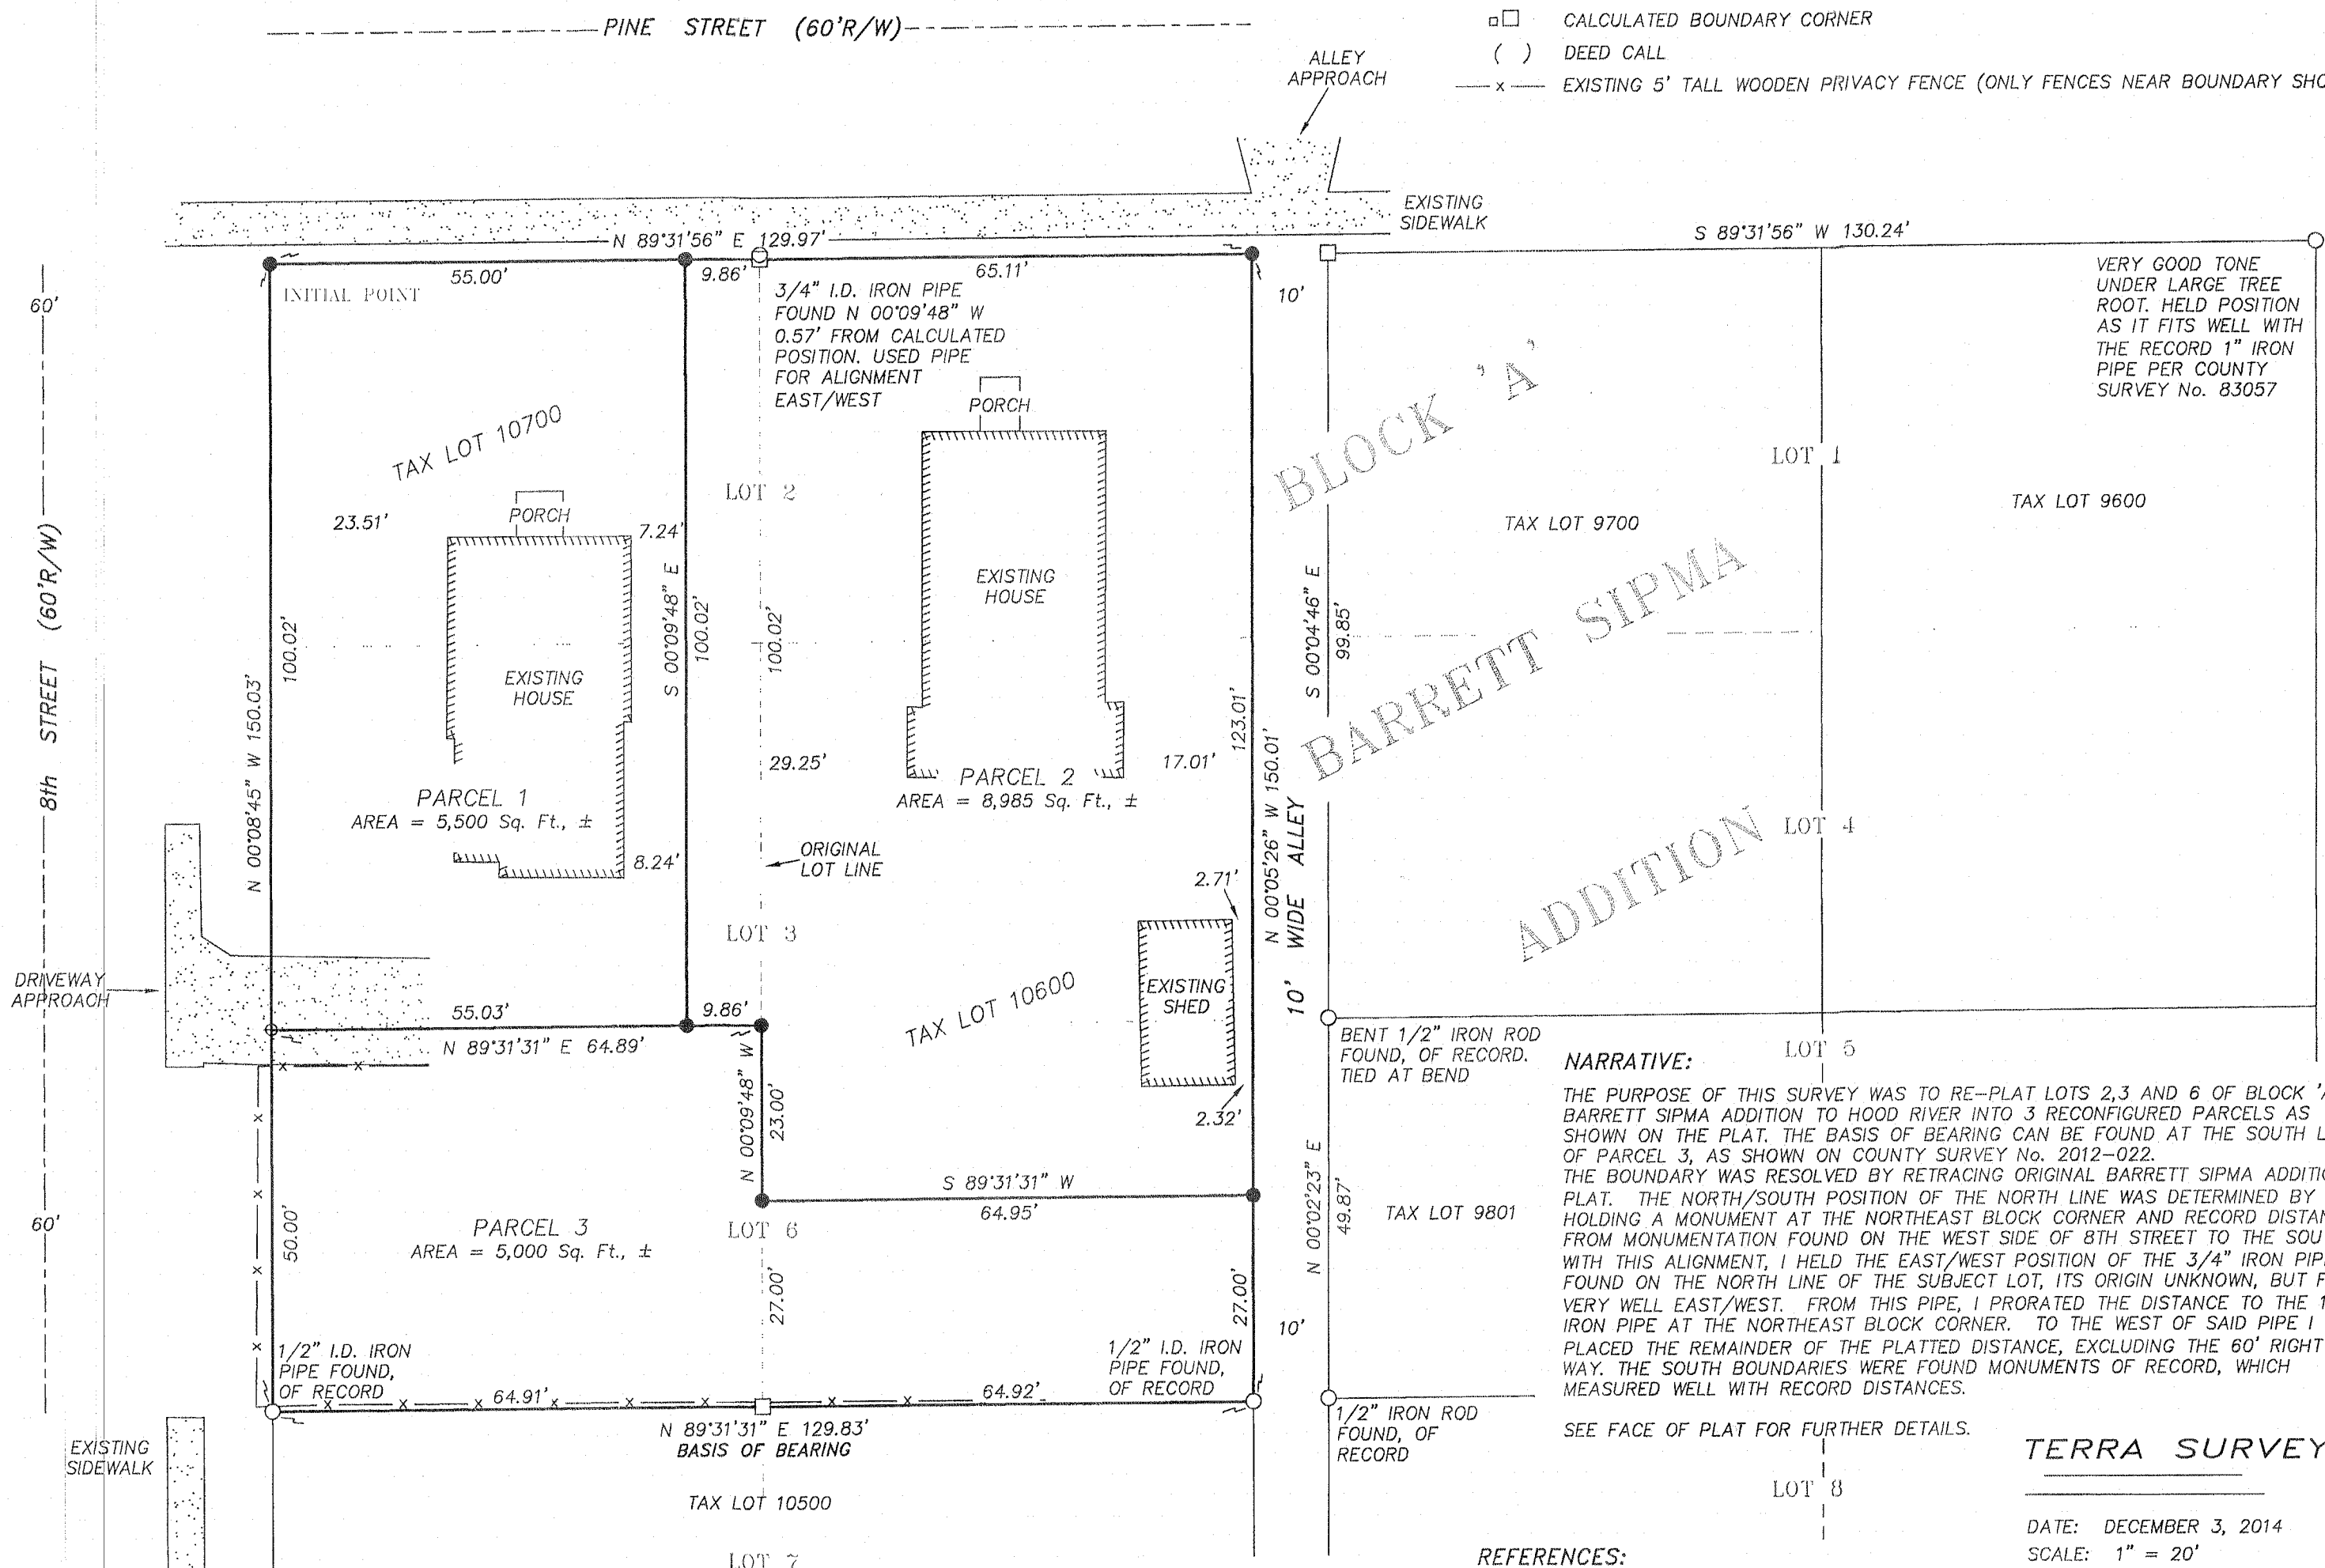 PINE STREET (60'R/W)
CALCULATED BOUNDARY CORNER
( ) DEED CALL
x EXISTING 5' TALL WOODEN PRIVACY FENCE (ONLY FENCES NEAR BOUNDARY
ALLEY
APPROACH
EXISTING
SIDEWALK
N 89°31'56" E 129.97'
S 89°31'56" W 130.24'
55.00'
9.86'
65.11'
INITIAL POINT
10'
60'
3/4" I.D. IRON PIPE
FOUND N 00°09'48" W
0.57' FROM CALCULATED
POSITION. USED PIPE
FOR ALIGNMENT
EAST/WEST
VERY GOOD TONE
UNDER LARGE TREE
ROOT. HELD POSITION
AS IT FITS WELL WITH
THE RECORD 1" IRON
PIPE PER COUNTY
SURVEY No. 83057
8th STREET (60'R/W)
TAX LOT 10700
PORCH
PORCH
BLOCK 'A'
LOT 1
LOT 2
TAX LOT 9700
TAX LOT 9600
23.51'
7.24'
EXISTING
HOUSE
EXISTING
HOUSE
BARRETT SIPMA
ADDITION
100.02'
S 00°09'48" E
100.02'
100.02'
S 00°04'46" E
99.85'
N 00°08'45" W 150.03'
123.01'
N 00°05'26" W 150.01'
10' WIDE ALLEY
29.25'
17.01'
PARCEL 1
AREA = 5,500 Sq. Ft., ±
PARCEL 2
AREA = 8,985 Sq. Ft., ±
8.24'
ORIGINAL
LOT LINE
LOT 4
2.71'
LOT 3
DRIVEWAY
APPROACH
TAX LOT 10600
EXISTING
SHED
55.03'
9.86'
N 89°31'31" E 64.89'
N 00°09'48" W
23.00'
2.32'
BENT 1/2" IRON ROD
FOUND, OF RECORD.
TIED AT BEND
LOT 5
S 89°31'31" W
64.95'
60'
PARCEL 3
AREA = 5,000 Sq. Ft., ±
LOT 6
50.00'
27.00'
27.00'
N 00°02'23" E
49.87'
TAX LOT 9801
10'
1/2" I.D. IRON
PIPE FOUND,
OF RECORD
1/2" I.D. IRON
PIPE FOUND,
OF RECORD
64.91'
64.92'
N 89°31'31" E 129.83'
BASIS OF BEARING
1/2" IRON ROD
FOUND, OF
RECORD
EXISTING
SIDEWALK
TAX LOT 10500
LOT 7
NARRATIVE:
THE PURPOSE OF THIS SURVEY WAS TO RE-PLAT LOTS 2,3 AND 6 OF BLOCK
BARRETT SIPMA ADDITION TO HOOD RIVER INTO 3 RECONFIGURED PARCELS AS
SHOWN ON THE PLAT. THE BASIS OF BEARING CAN BE FOUND AT THE SOUTH
OF PARCEL 3, AS SHOWN ON COUNTY SURVEY No. 2012-022.
THE BOUNDARY WAS RESOLVED BY RETRACING ORIGINAL BARRETT SIPMA
PLAT. THE NORTH/SOUTH POSITION OF THE NORTH LINE WAS DETERMINED BY
HOLDING A MONUMENT AT THE NORTHEAST BLOCK CORNER AND RECORD
FROM MONUMENTATION FOUND ON THE WEST SIDE OF 8TH STREET TO THE
WITH THIS ALIGNMENT, I HELD THE EAST/WEST POSITION OF THE 3/4" IRON
FOUND ON THE NORTH LINE OF THE SUBJECT LOT, ITS ORIGIN UNKNOWN, BUT
VERY WELL EAST/WEST. FROM THIS PIPE, I PRORATED THE DISTANCE TO THE
IRON PIPE AT THE NORTHEAST BLOCK CORNER. TO THE WEST OF SAID PIPE I
PLACED THE REMAINDER OF THE PLATTED DISTANCE, EXCLUDING THE 60' RIGHT
WAY. THE SOUTH BOUNDARIES WERE FOUND MONUMENTS OF RECORD, WHICH
MEASURED WELL WITH RECORD DISTANCES.
SEE FACE OF PLAT FOR FURTHER DETAILS.
LOT 8
TERRA SURVEY
DATE: DECEMBER 3, 2014
SCALE: 1" = 20'
REFERENCES: